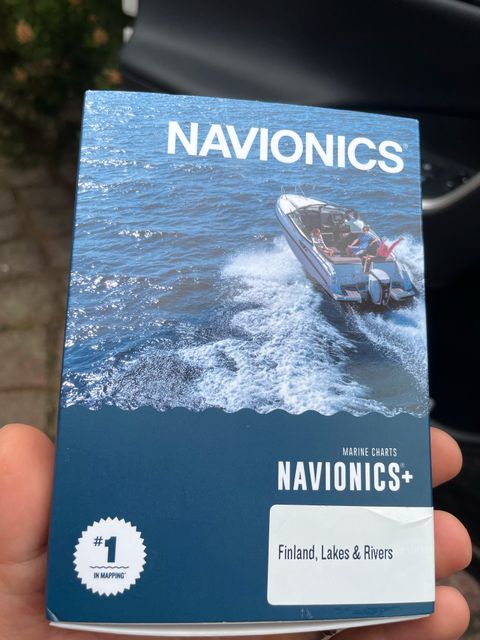 NAVIONICS®
MARINE CHARTS
NAVIONICS®+
#1
IN MAPPING*
Finland, Lakes & Rivers